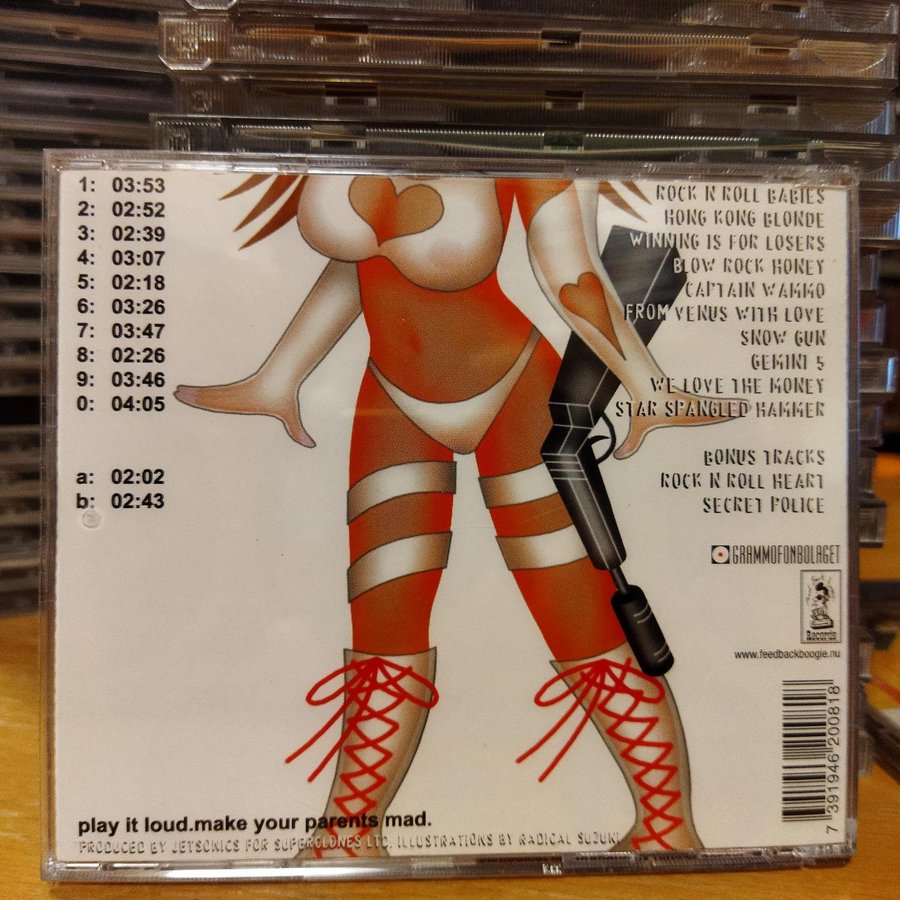 1: 03:53
2: 02:52
3: 02:39
4: 03:07
5: 02:18
6: 03:26
7: 03:47
8: 02:26
9: 03:46
0: 04:05
a: 02:02
b: 02:43
ROCK N ROLL BABIES
HONG KONG BLONDE
WINNING IS FOR LOSERS
BLOW ROCK HONEY
CAPTAIN WAMMO
FROM VENUS WITH LOVE
SNOW GUN
GEMINI 5
WE LOVE THE MONEY
STAR SPANGLED HAMMER
BONUS TRACKS
ROCK N ROLL HEART
SECRET POLICE
GRAMMOFONBOLAGET
Records
www.feedbackboogie.nu
7 391946 200818
play it loud.make your parents mad.
PRODUCED BY JETSONICS FOR SUPERCLONES LTD. ILLUSTRATIONS BY RADICAL SUZUKI